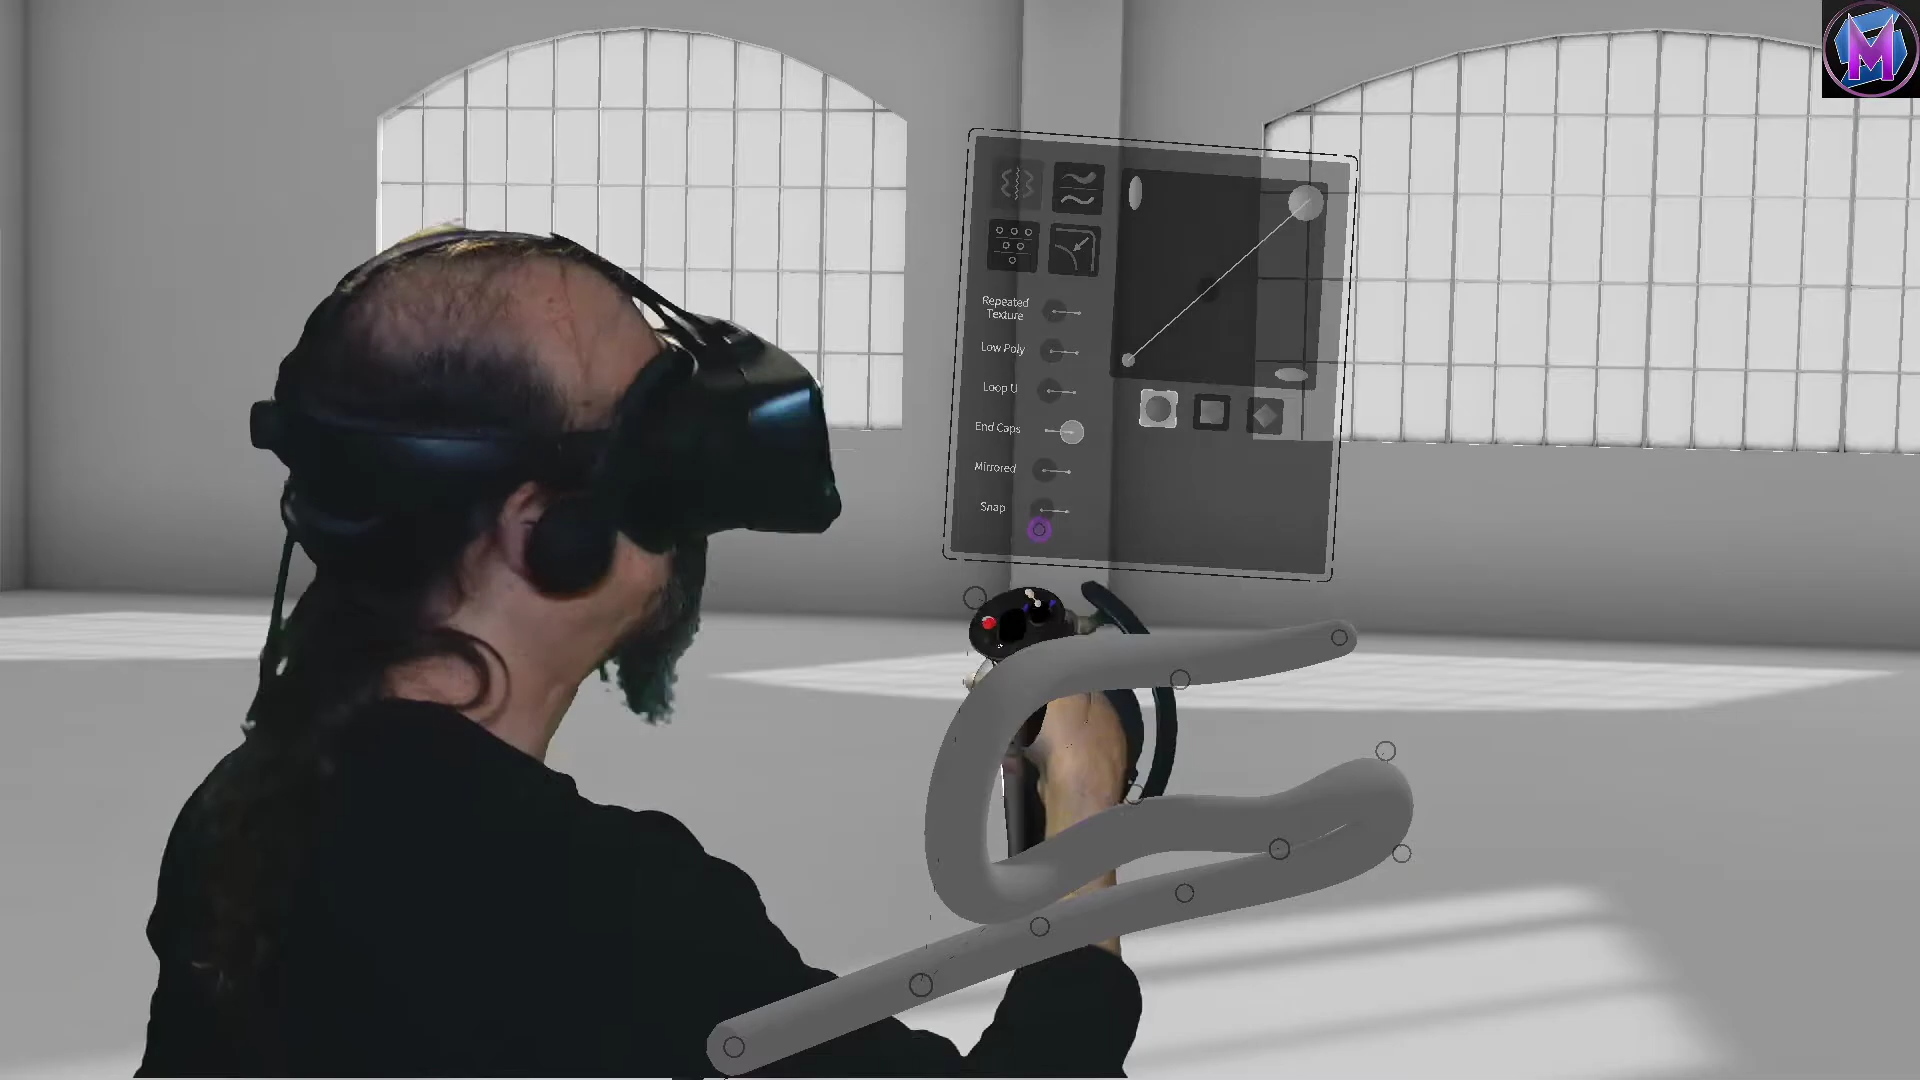 M
Repeated
Texture
Low Poly
Loop U
End Caps
Mirrored
Snap